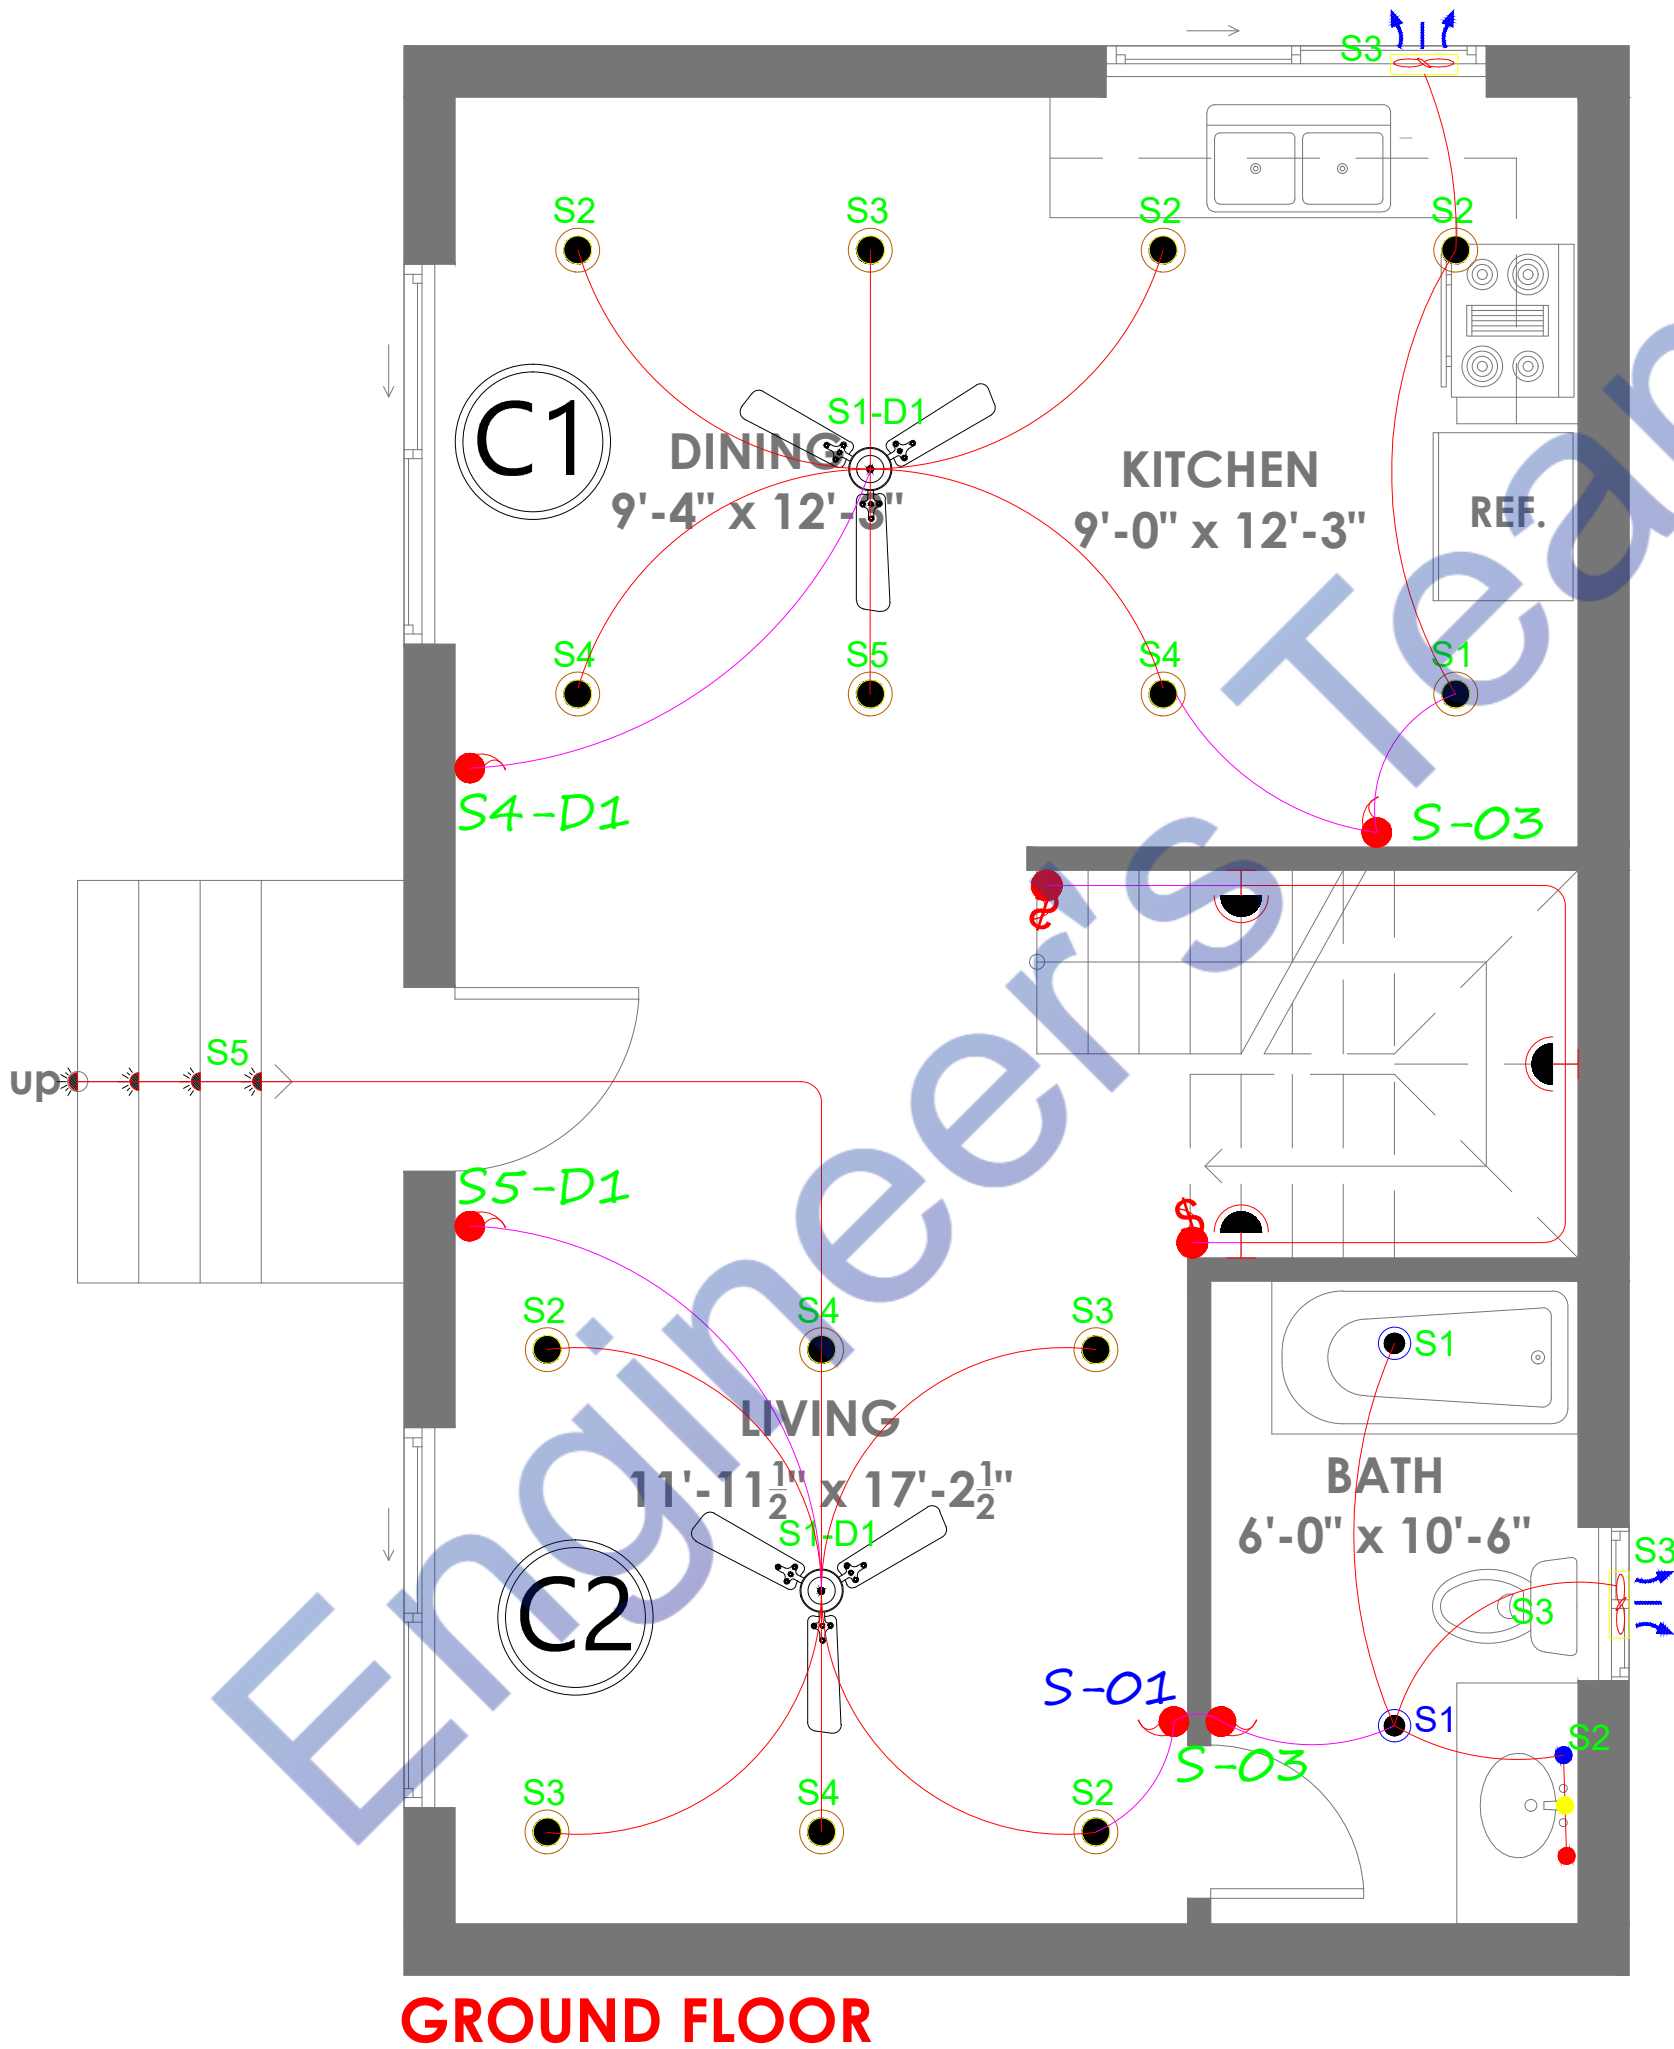 S3
S2
S3
S2
S2
C1
S1-D1
DINING
9'-4" x 12'-3"
KITCHEN
9'-0" x 12'-3"
REF.
S4
S5
S4
S1
S4-D1
S-03
$
up
S5
S5-D1
$
S2
S4
S3
S1
LIVING
11'-11½" x 17'-2½"
S1-D1
BATH
6'-0" x 10'-6"
S3
S3
C2
S-01
S1
S2
S-03
S3
S4
S2
Engineer's Tea
GROUND FLOOR